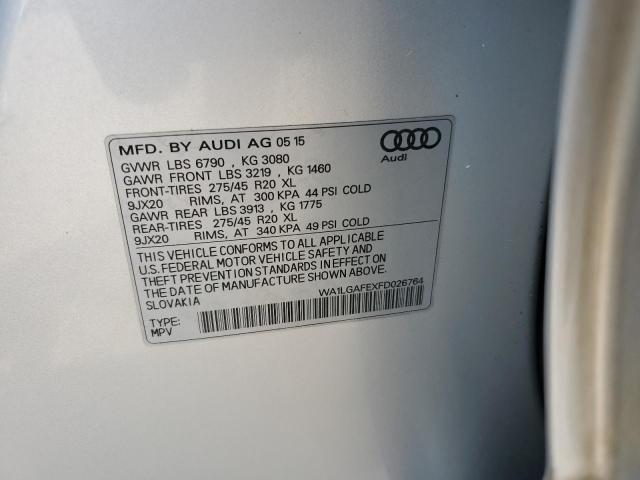 MFD. BY AUDI AG 05 15
GVWR LBS 6790 , KG 3080
GAWR FRONT LBS 3219 , KG 1460
FRONT-TIRES 275/45 R20 XL
9JX20 RIMS, AT 300 KPA 44 PSI COLD
GAWR REAR LBS 3913 , KG 1775
REAR-TIRES 275/45 R20 XL
9JX20 RIMS, AT 340 KPA 49 PSI COLD
Audi
THIS VEHICLE CONFORMS TO ALL APPLICABLE
U.S. FEDERAL MOTOR VEHICLE SAFETY AND
THEFT PREVENTION STANDARDS IN EFFECT ON
THE DATE OF MANUFACTURE SHOWN ABOVE.
SLOVAKIA
WA1LGAFEXFD026764
TYPE:
MPV